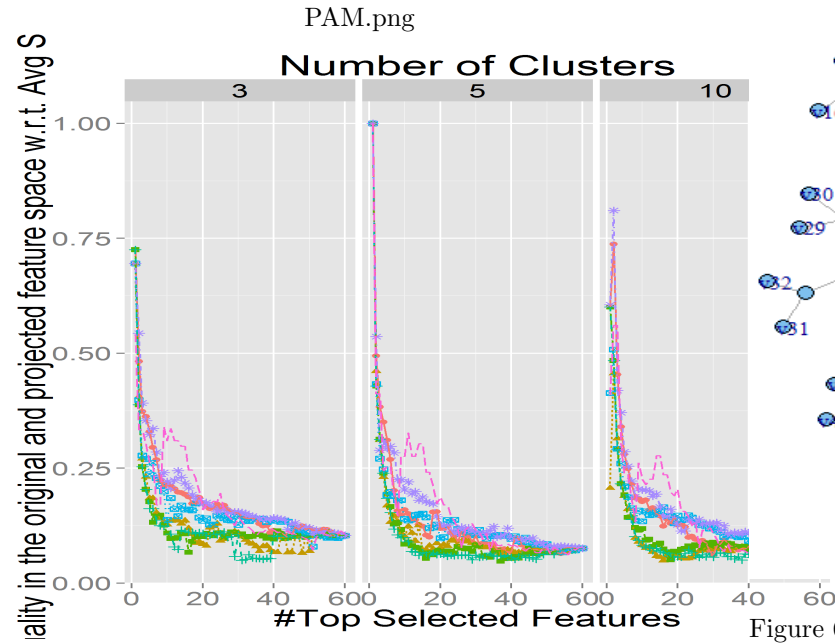 PAM.png
Number of Clusters
3 5 10
ality in the original and projected feature space w.r.t. Avg S
1.00
0.75
0.50
0.25
0.00
0 20 40 60 0 20 40 60 0 20 40
#Top Selected Features
30
29
32
31
Figure